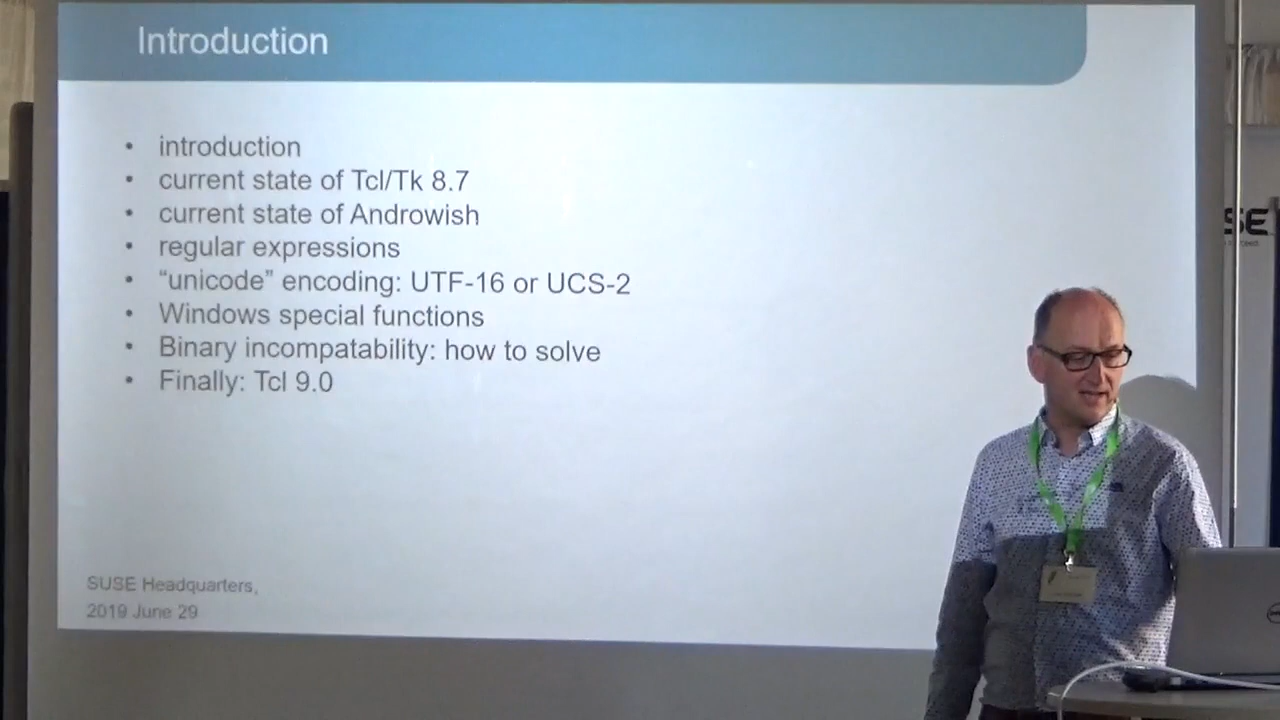 Introduction
• introduction
• current state of Tcl/Tk 8.7
• current state of Androwish
• regular expressions
• “unicode” encoding: UTF-16 or UCS-2
• Windows special functions
• Binary incompatability: how to solve
• Finally: Tcl 9.0
SUSE Headquarters,
2019 June 29
SE